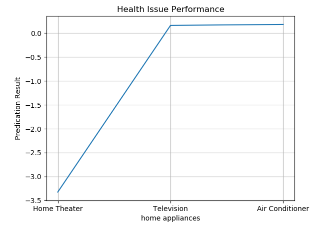 Health Issue Performance
Predication Result
0.0
−0.5
−1.0
−1.5
−2.0
−2.5
−3.0
−3.5
Home Theater Television Air Conditioner
home appliances